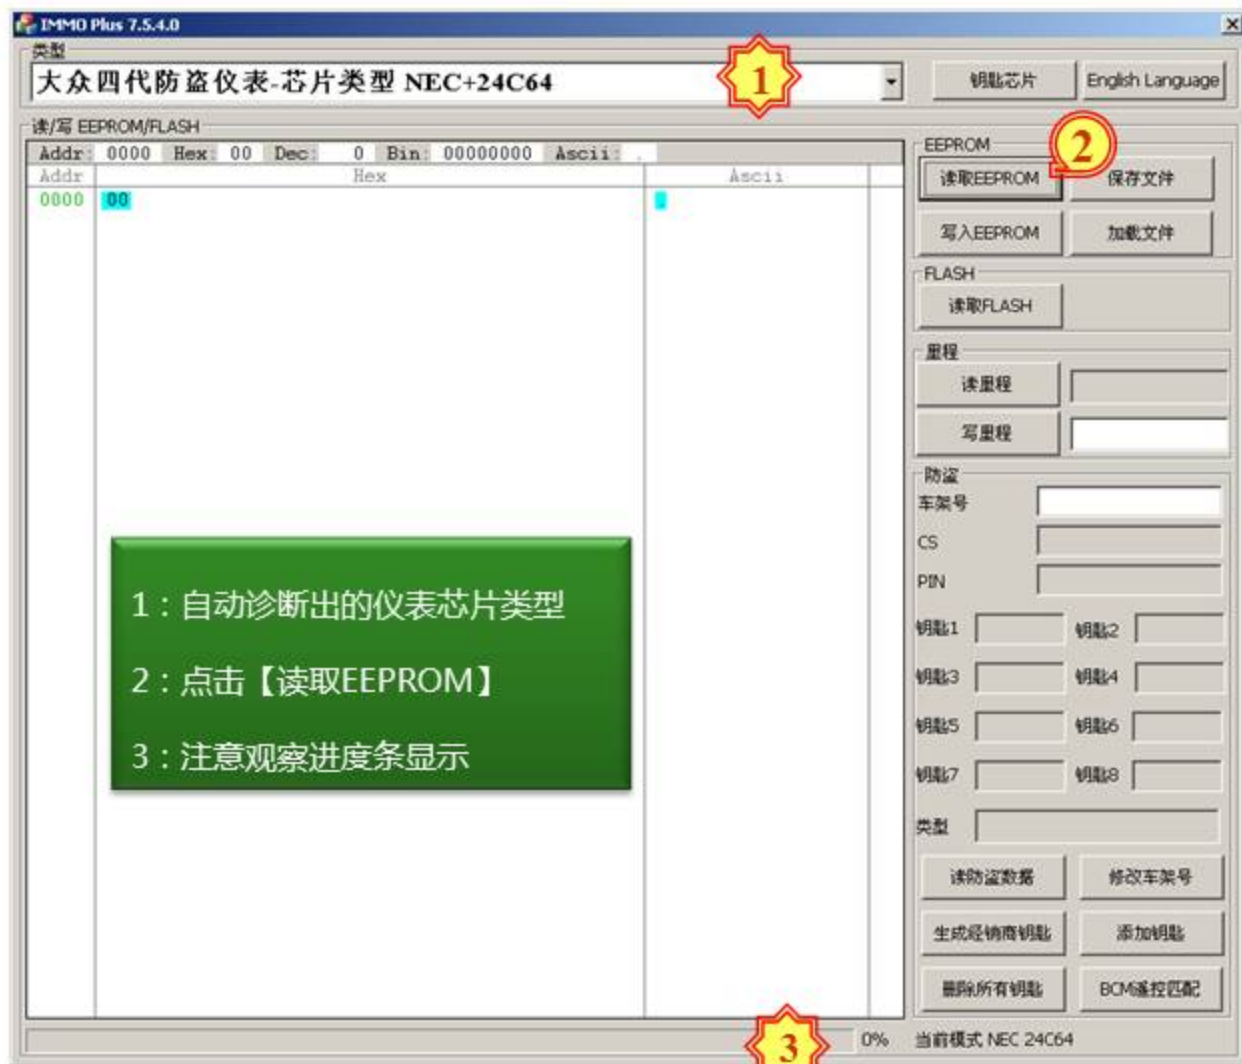 IMMO Plus 7.5.4.0
类型
大众四代防盗仪表-芯片类型 NEC+24C64
1
钥匙芯片
English Language
读/写 EEPROM/FLASH
Addr: 0000 Hex: 00 Dec: 0 Bin: 00000000 Ascii: .
Addr Hex Ascii
0000 00 .
EEPROM
2
读取EEPROM
保存文件
写入EEPROM
加载文件
FLASH
读取FLASH
里程
读里程
写里程
防盗
车架号
CS
PIN
钥匙1 钥匙2
钥匙3 钥匙4
钥匙5 钥匙6
钥匙7 钥匙8
类型
读防盗数据
修改车架号
生成经销商钥匙
添加钥匙
删除所有钥匙
BCM遥控匹配
1：自动诊断出的仪表芯片类型
2：点击【读取EEPROM】
3：注意观察进度条显示
3
0%
当前模式 NEC 24C64